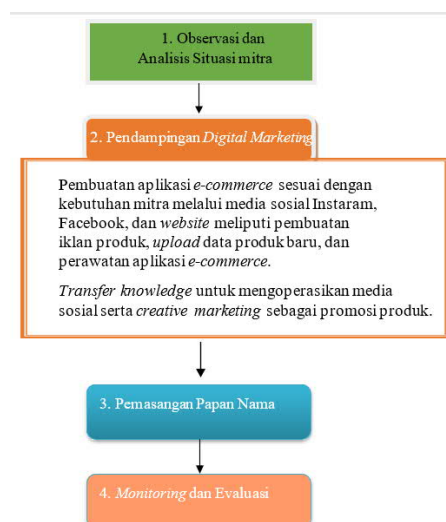 1. Observasi dan
Analisis Situasi mitra
2. Pendampingan Digital Marketing
Pembuatan aplikasi e-commerce sesuai dengan
kebutuhan mitra melalui media sosial Instaram,
Facebook, dan website meliputi pembuatan
iklan produk, upload data produk baru, dan
perawatan aplikasi e-commerce.
Transfer knowledge untuk mengoperasikan media
sosial serta creative marketing sebagai promosi produk.
3. Pemasangan Papan Nama
4. Monitoring dan Evaluasi